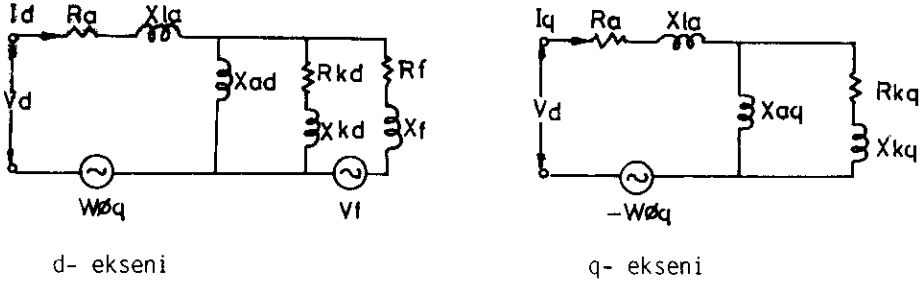 Id Ra Xla
Xad
Rkd
Xkd
Rf
Xf
Vd
Wøq
Vf
d- ekseni
Iq Ra Xla
Vd
Xaq
Rkq
Xkq
-Wøq
q- ekseni